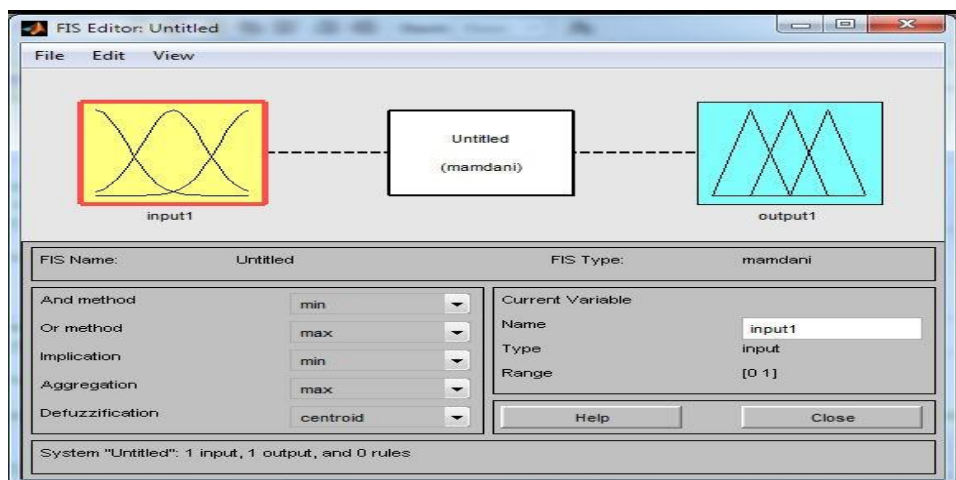 FIS Editor: Untitled
File Edit View
Untitled
(mamdani)
input1
output1
FIS Name: Untitled FIS Type: mamdani
And method min
Or method max
Implication min
Aggregation max
Defuzzification centroid
Current Variable
Name input1
Type input
Range [0 1]
Help Close
System "Untitled": 1 input, 1 output, and 0 rules